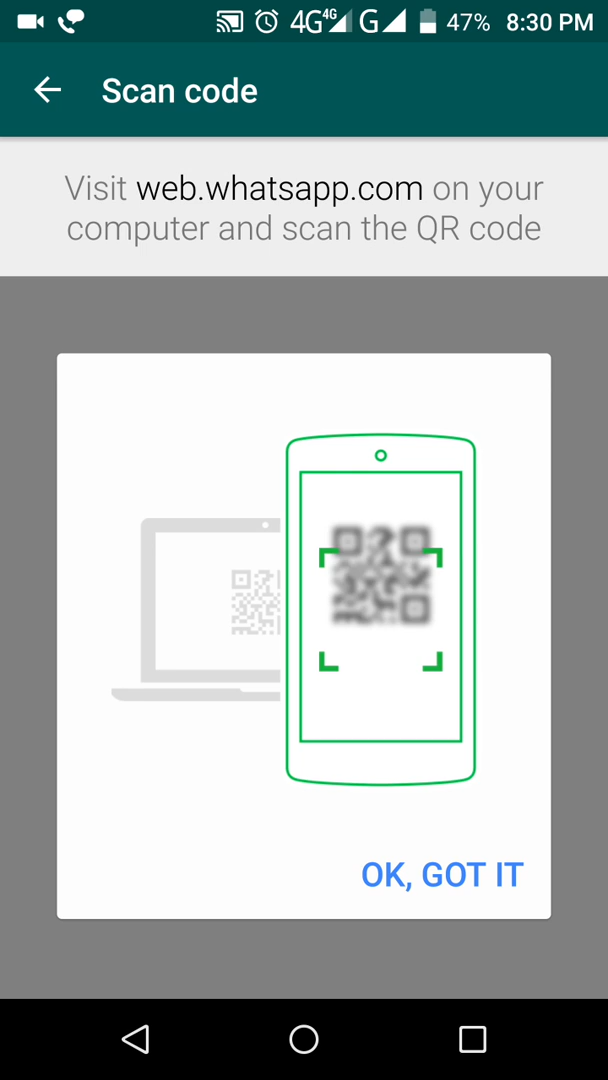 4G 4G G 47% 8:30 PM
Scan code
Visit web.whatsapp.com on your
computer and scan the QR code
OK, GOT IT